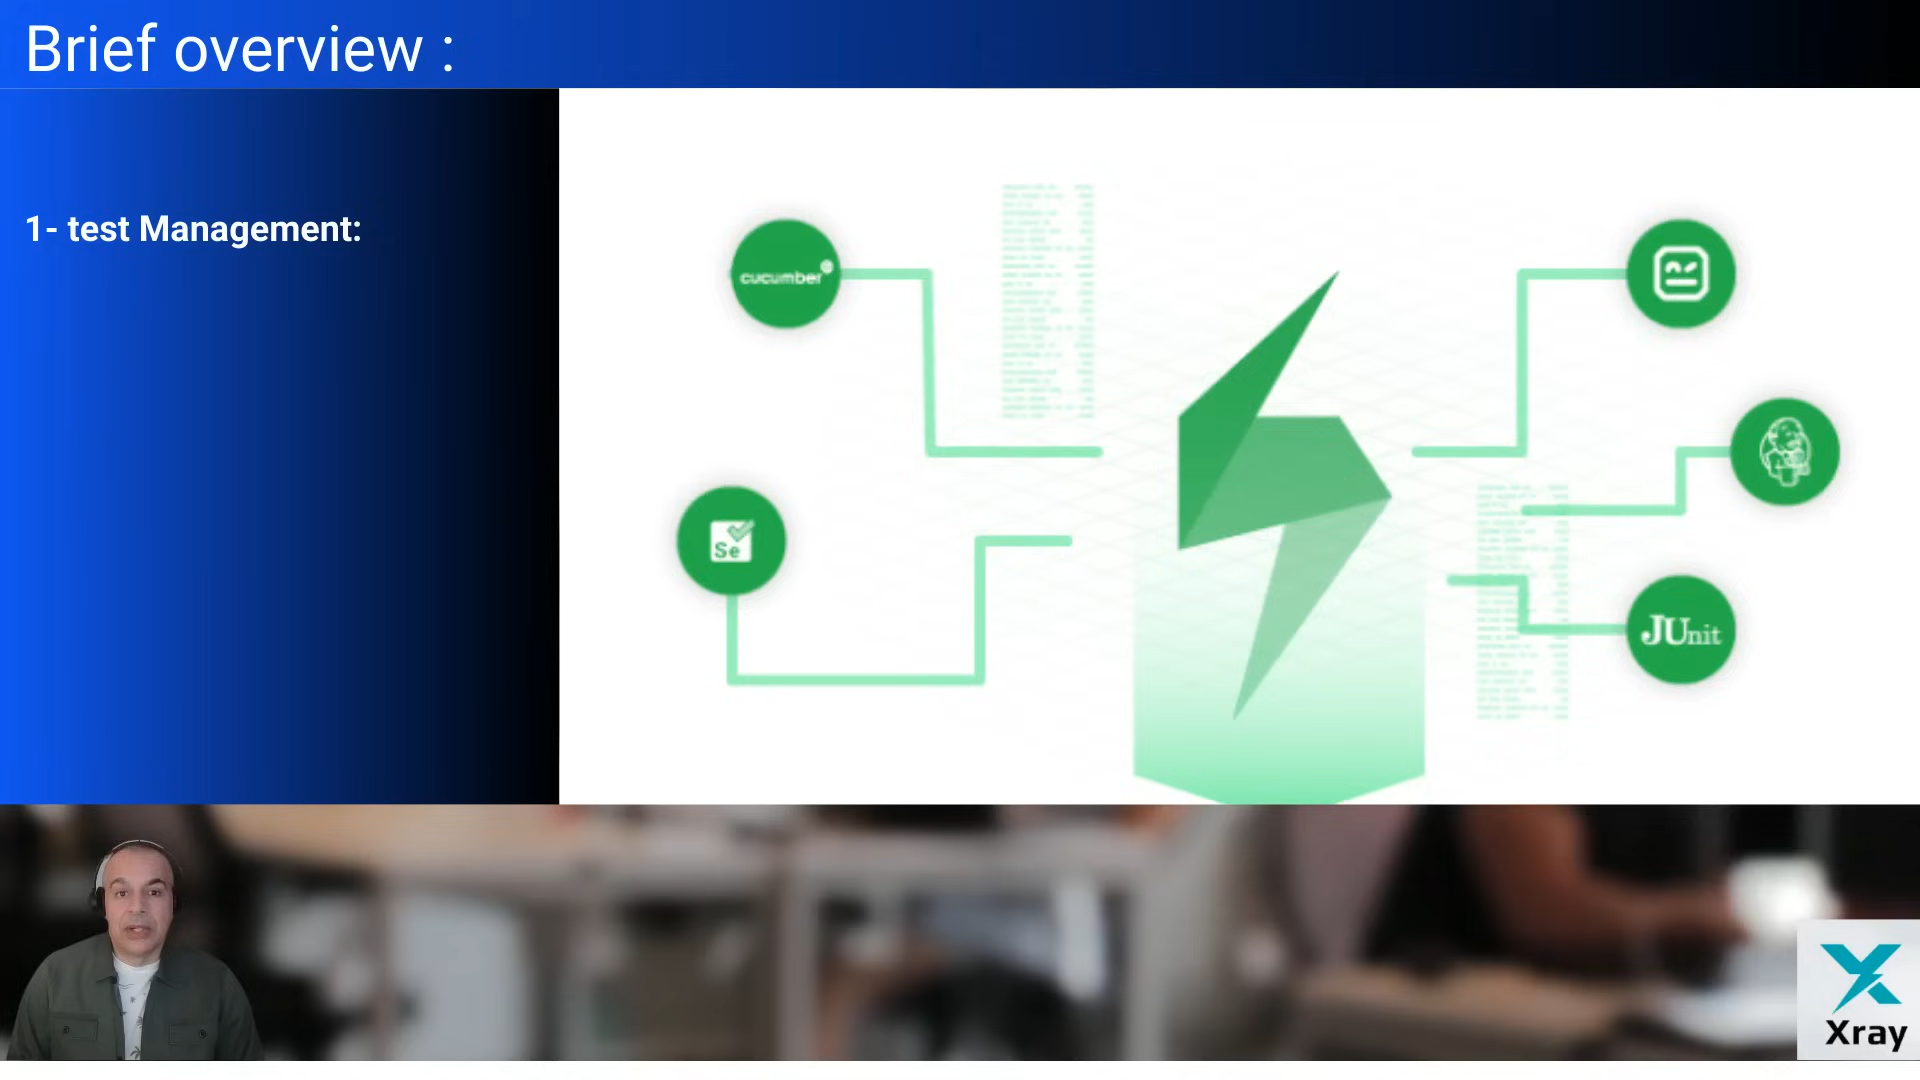 Brief overview :
1- test Management:
cucumber
Se
JUnit
Xray